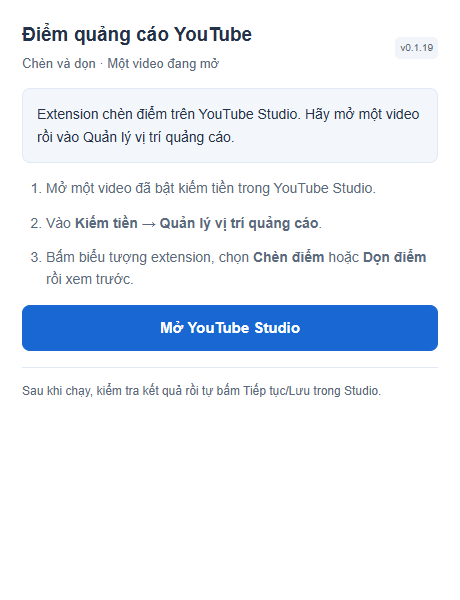 Điểm quảng cáo YouTube
v0.1.19
Chèn và dọn · Một video đang mở
Extension chèn điểm trên YouTube Studio. Hãy mở một video
rồi vào Quản lý vị trí quảng cáo.
1. Mở một video đã bật kiếm tiền trong YouTube Studio.
2. Vào Kiếm tiền → Quản lý vị trí quảng cáo.
3. Bấm biểu tượng extension, chọn Chèn điểm hoặc Dọn điểm
rồi xem trước.
Mở YouTube Studio
Sau khi chạy, kiểm tra kết quả rồi tự bấm Tiếp tục/Lưu trong Studio.